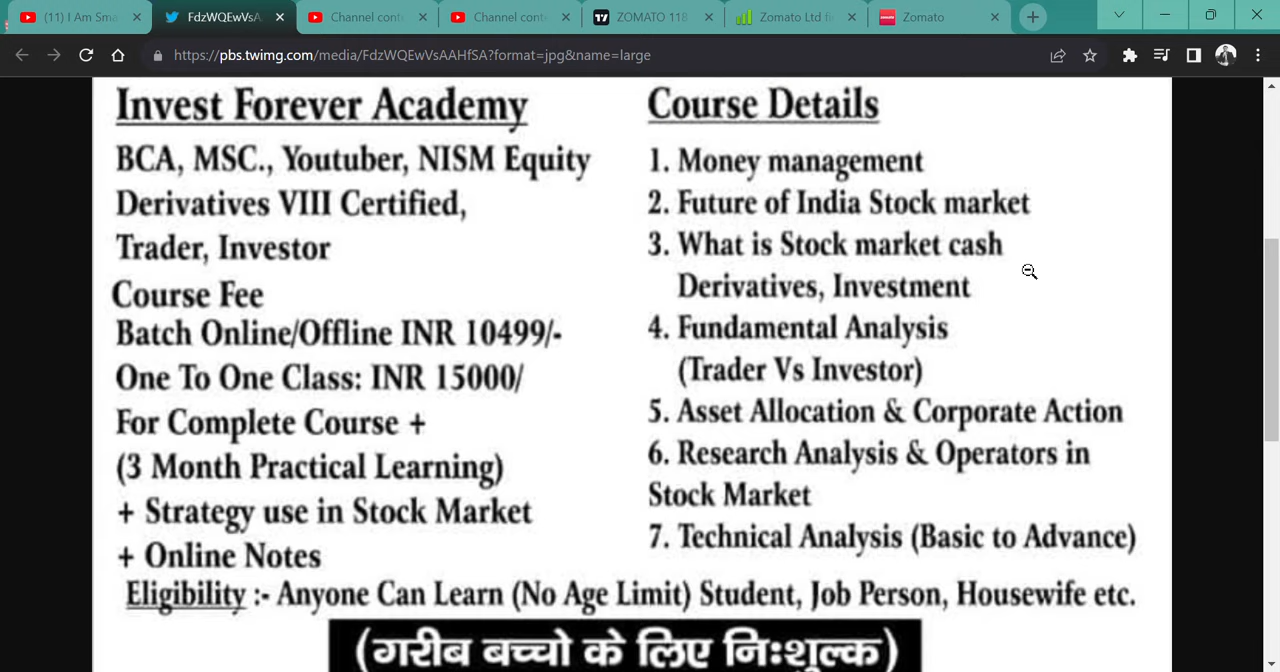 (11) I Am Sma
FdzWQEwVsA
Channel cont
Channel cont
ZOMATO 118
Zomato Ltd fi
Zomato
https://pbs.twimg.com/media/FdzWQEwVsAAHfSA?format=jpg&name=large
Invest Forever Academy
BCA, MSC., Youtuber, NISM Equity
Derivatives VIII Certified,
Trader, Investor
Course Fee
Batch Online/Offline INR 10499/-
One To One Class: INR 15000/
For Complete Course +
(3 Month Practical Learning)
+ Strategy use in Stock Market
+ Online Notes
Course Details
1. Money management
2. Future of India Stock market
3. What is Stock market cash
Derivatives, Investment
4. Fundamental Analysis
(Trader Vs Investor)
5. Asset Allocation & Corporate Action
6. Research Analysis & Operators in
Stock Market
7. Technical Analysis (Basic to Advance)
Eligibility :- Anyone Can Learn (No Age Limit) Student, Job Person, Housewife etc.
(गरीब बच्चो के लिए निःशुल्क)